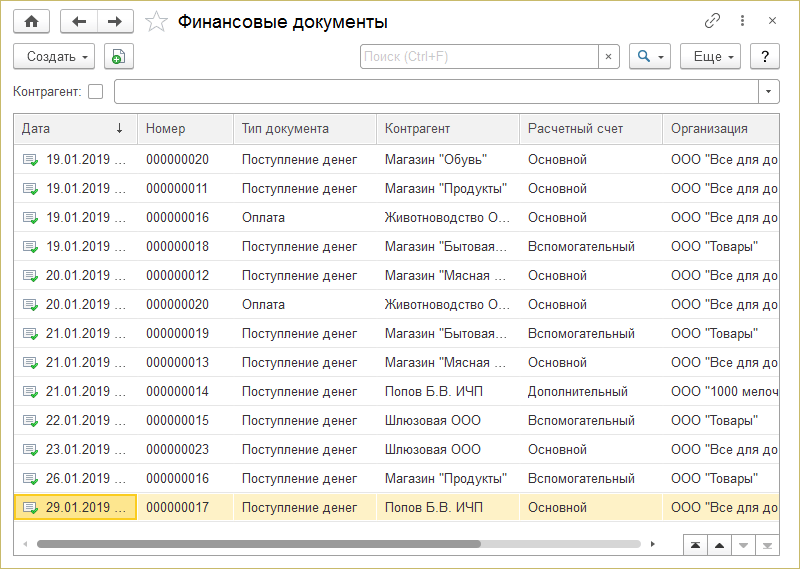 Финансовые документы
Создать Поиск (Ctrl+F) Еще ?
Контрагент:
Дата Номер Тип документа Контрагент Расчетный счет Организация
19.01.2019 ... 000000020 Поступление денег Магазин "Обувь" Основной ООО "Все для до
19.01.2019 ... 000000011 Поступление денег Магазин "Продукты" Основной ООО "Все для до
19.01.2019 ... 000000016 Оплата Животноводство О... Основной ООО "Все для до
19.01.2019 ... 000000018 Поступление денег Магазин "Бытовая... Вспомогательный ООО "Товары"
20.01.2019 ... 000000012 Поступление денег Магазин "Мясная ... Основной ООО "Все для до
20.01.2019 ... 000000020 Оплата Животноводство О... Основной ООО "Все для до
21.01.2019 ... 000000019 Поступление денег Магазин "Бытовая... Вспомогательный ООО "Товары"
21.01.2019 ... 000000013 Поступление денег Магазин "Мясная ... Основной ООО "Все для до
21.01.2019 ... 000000014 Поступление денег Попов Б.В. ИЧП Дополнительный ООО "1000 мелоч
22.01.2019 ... 000000015 Поступление денег Шлюзовая ООО Вспомогательный ООО "Товары"
23.01.2019 ... 000000023 Поступление денег Шлюзовая ООО Основной ООО "Все для до
26.01.2019 ... 000000016 Поступление денег Магазин "Продукты" Вспомогательный ООО "Товары"
29.01.2019 ... 000000017 Поступление денег Попов Б.В. ИЧП Основной ООО "Все для до